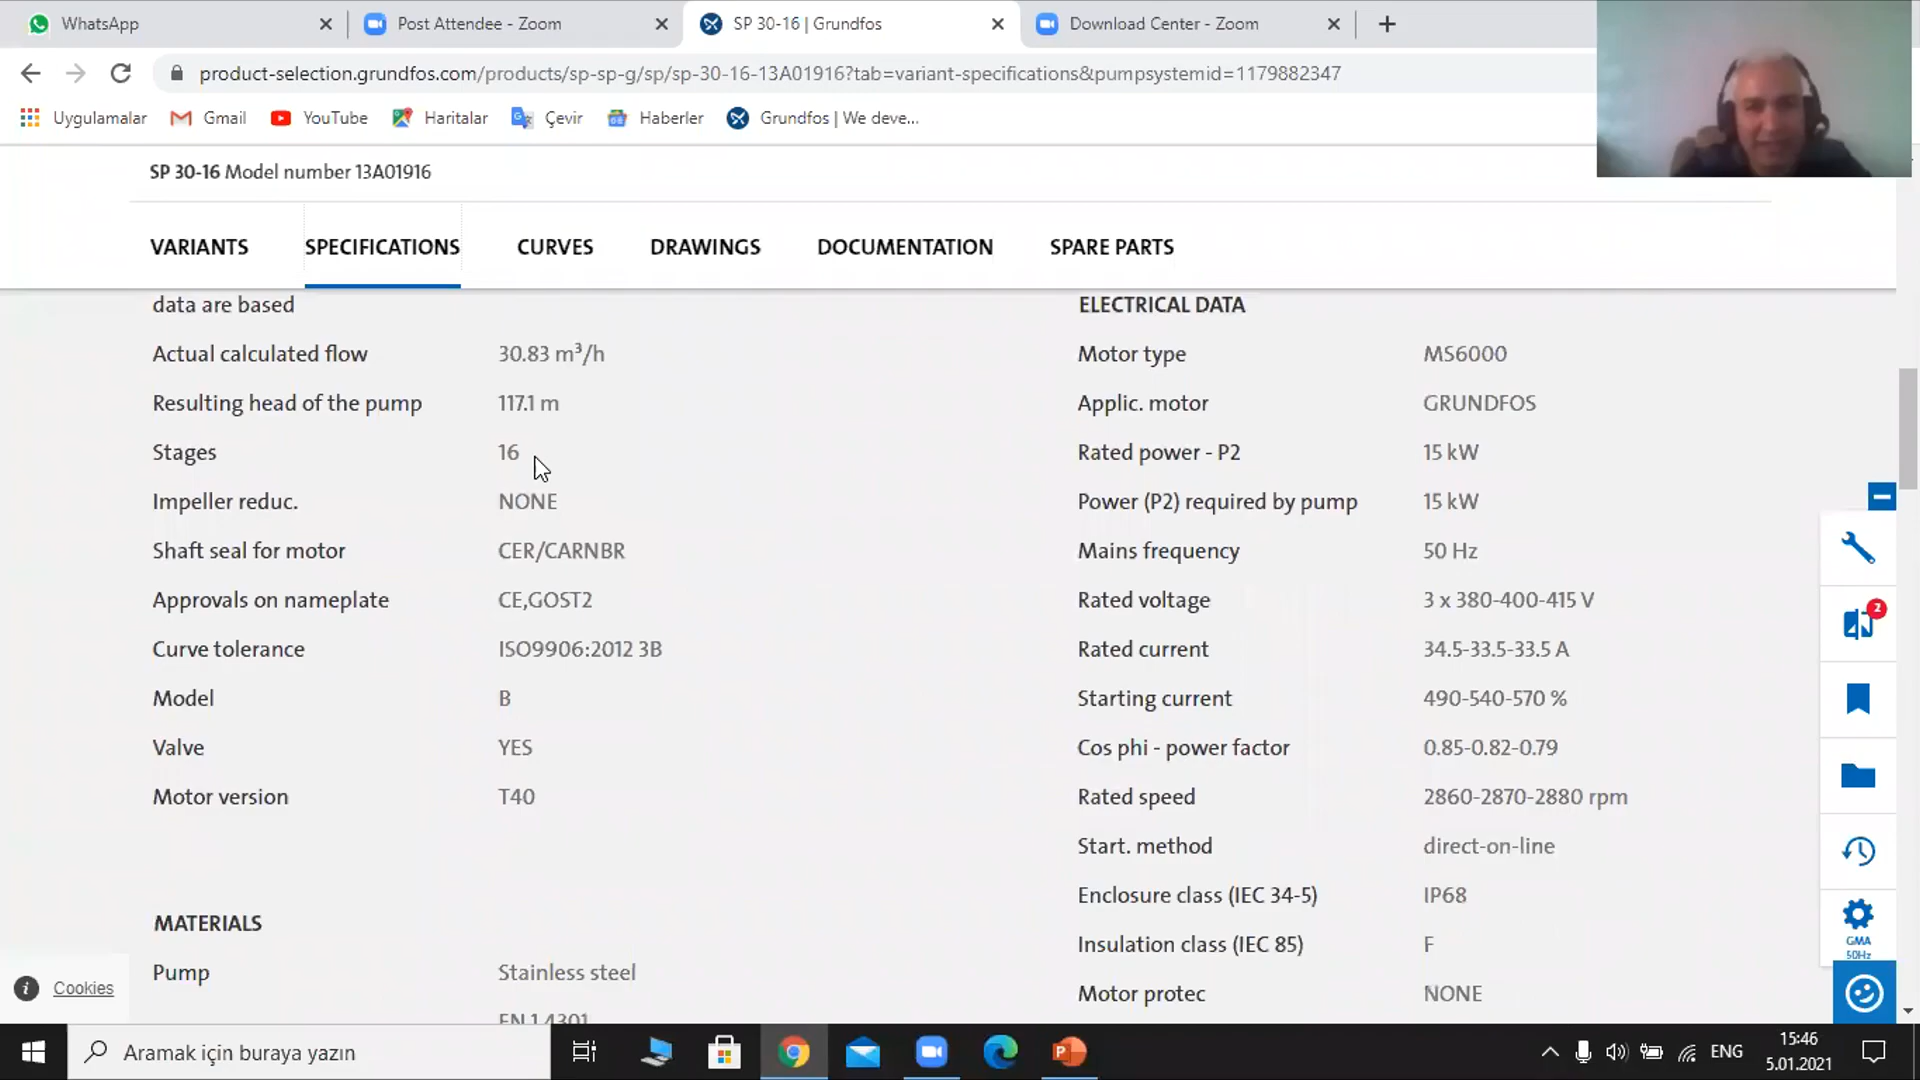 WhatsApp
Post Attendee - Zoom
SP 30-16 | Grundfos
Download Center - Zoom
product-selection.grundfos.com/products/sp-sp-g/sp/sp-30-16-13A01916?tab=variant-specifications&pumpsystemid=1179882347
Uygulamalar
Gmail
YouTube
Haritalar
Çevir
Haberler
Grundfos | We deve...
SP 30-16 Model number 13A01916
VARIANTS
SPECIFICATIONS
CURVES
DRAWINGS
DOCUMENTATION
SPARE PARTS
data are based
Actual calculated flow 30.83 m³/h
Resulting head of the pump 117.1 m
Stages 16
Impeller reduc. NONE
Shaft seal for motor CER/CARNBR
Approvals on nameplate CE,GOST2
Curve tolerance ISO9906:2012 3B
Model B
Valve YES
Motor version T40
MATERIALS
Pump Stainless steel
EN 1.4301
ELECTRICAL DATA
Motor type MS6000
Applic. motor GRUNDFOS
Rated power - P2 15 kW
Power (P2) required by pump 15 kW
Mains frequency 50 Hz
Rated voltage 3 x 380-400-415 V
Rated current 34.5-33.5-33.5 A
Starting current 490-540-570 %
Cos phi - power factor 0.85-0.82-0.79
Rated speed 2860-2870-2880 rpm
Start. method direct-on-line
Enclosure class (IEC 34-5) IP68
Insulation class (IEC 85) F
Motor protec NONE
2
GMA
50Hz
Cookies
Aramak için buraya yazın
ENG
15:46
5.01.2021